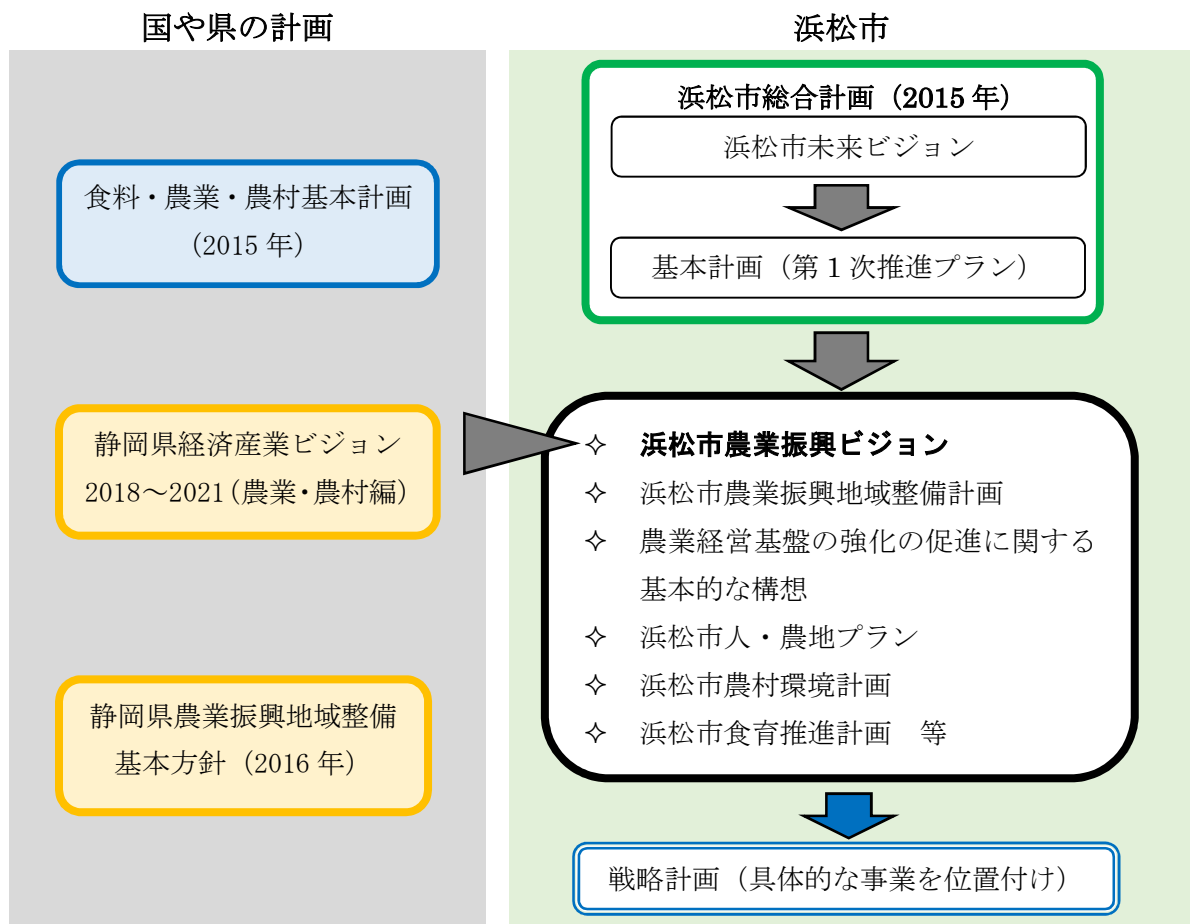 国や県の計画
食料・農業・農村基本計画
（2015 年）
静岡県経済産業ビジョン
2018～2021（農業・農村編）
静岡県農業振興地域整備
基本方針（2016 年）
浜松市
浜松市総合計画（2015 年）
浜松市未来ビジョン
基本計画（第 1 次推進プラン）
✧ 浜松市農業振興ビジョン
✧ 浜松市農業振興地域整備計画
✧ 農業経営基盤の強化の促進に関する
基本的な構想
✧ 浜松市人・農地プラン
✧ 浜松市農村環境計画
✧ 浜松市食育推進計画　等
戦略計画（具体的な事業を位置付け）